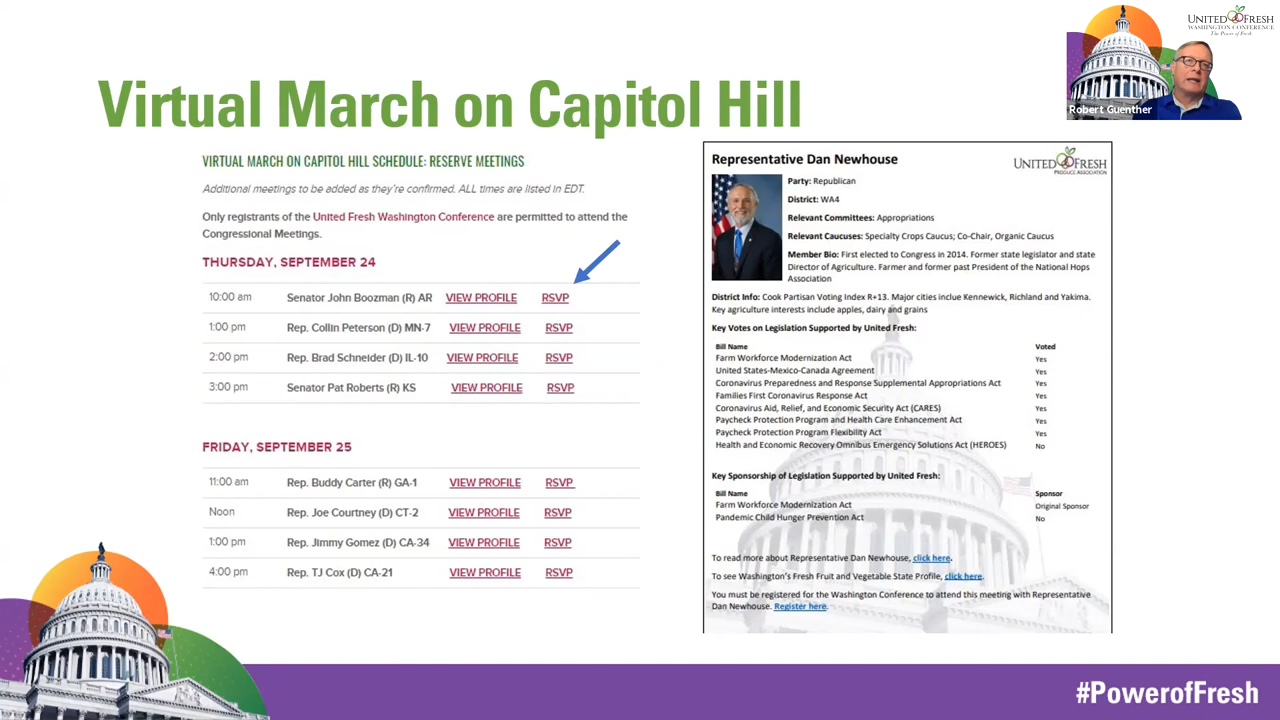 UNITED FRESH
WASHINGTON CONFERENCE
The Power of Fresh
Robert Guenther
Virtual March on Capitol Hill
VIRTUAL MARCH ON CAPITOL HILL SCHEDULE: RESERVE MEETINGS
Additional meetings to be added as they're confirmed. ALL times are listed in EDT.
Only registrants of the United Fresh Washington Conference are permitted to attend the
Congressional Meetings.
THURSDAY, SEPTEMBER 24
10:00 am Senator John Boozman (R) AR VIEW PROFILE RSVP
1:00 pm Rep. Collin Peterson (D) MN-7 VIEW PROFILE RSVP
2:00 pm Rep. Brad Schneider (D) IL-10 VIEW PROFILE RSVP
3:00 pm Senator Pat Roberts (R) KS VIEW PROFILE RSVP
FRIDAY, SEPTEMBER 25
11:00 am Rep. Buddy Carter (R) GA-1 VIEW PROFILE RSVP
Noon Rep. Joe Courtney (D) CT-2 VIEW PROFILE RSVP
1:00 pm Rep. Jimmy Gomez (D) CA-34 VIEW PROFILE RSVP
4:00 pm Rep. TJ Cox (D) CA-21 VIEW PROFILE RSVP
Representative Dan Newhouse
UNITED FRESH
PRODUCE ASSOCIATION
Party: Republican
District: WA4
Relevant Committees: Appropriations
Relevant Caucuses: Specialty Crops Caucus; Co-Chair, Organic Caucus
Member Bio: First elected to Congress in 2014. Former state legislator and state
Director of Agriculture. Farmer and former past President of the National Hops
Association
District Info: Cook Partisan Voting Index R+13. Major cities inclue Kennewick, Richland and Yakima.
Key agriculture interests include apples, dairy and grains
Key Votes on Legislation Supported by United Fresh:
Bill Name Voted
Farm Workforce Modernization Act Yes
United States-Mexico-Canada Agreement Yes
Coronavirus Preparedness and Response Supplemental Appropriations Act Yes
Families First Coronavirus Response Act Yes
Coronavirus Aid, Relief, and Economic Security Act (CARES) Yes
Paycheck Protection Program and Health Care Enhancement Act Yes
Paycheck Protection Program Flexibility Act Yes
Health and Economic Recovery Omnibus Emergency Solutions Act (HEROES) No
Key Sponsorship of Legislation Supported by United Fresh:
Bill Name Sponsor
Farm Workforce Modernization Act Original Sponsor
Pandemic Child Hunger Prevention Act No
To read more about Representative Dan Newhouse, click here.
To see Washington's Fresh Fruit and Vegetable State Profile, click here.
You must be registered for the Washington Conference to attend this meeting with Representative
Dan Newhouse. Register here.
#PowerofFresh